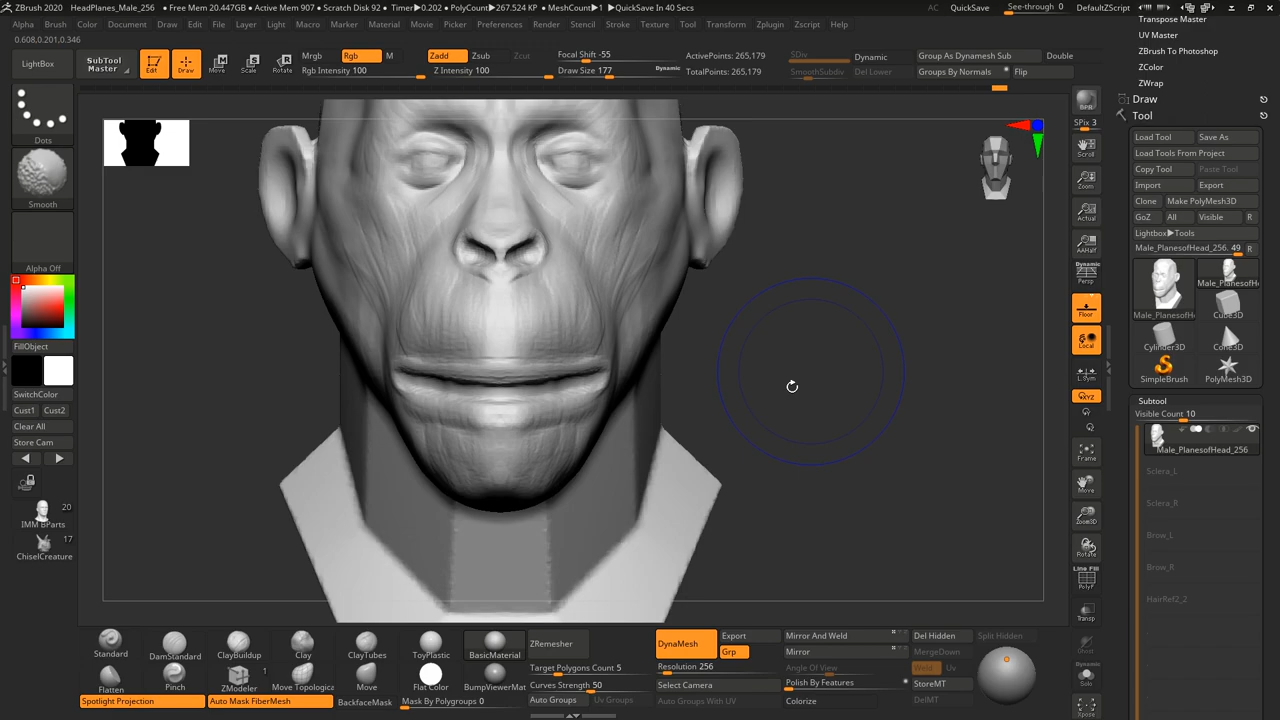 ZBrush 2020 HeadPlanes_Male_256 • Free Mem 20.447GB • Active Mem 907 • Scratch Disk 92 • Timer▶0.202 • PolyCount▶267.524 KP • MeshCount▶1 ▶QuickSave In 40 Secs
AC QuickSave See-through 0 DefaultZScript
Alpha Brush Color Document Draw Edit File Layer Light Macro Marker Material Movie Picker Preferences Render Stencil Stroke Texture Tool Transform Zplugin Zscript Help
0.608,0.201,0.346
LightBox
SubTool
Master
Edit
Draw
Move
Scale
Rotate
Mrgb Rgb M
Rgb Intensity 100
Zadd Zsub Zcut
Z Intensity 100
Focal Shift -55
Draw Size 177 Dynamic
ActivePoints: 265,179
TotalPoints: 265,179
SDiv
SmoothSubdiv
Dynamic
Del Lower
Group As Dynamesh Sub Double
Groups By Normals Flip
Dots
Smooth
Alpha Off
FillObject
SwitchColor
Cust1 Cust2
Clear All
Store Cam
20
IMM BParts
17
ChiselCreature
BPR
SPix 3
Scroll
Zoom
Actual
AAHalf
Dynamic
Persp
Floor
Local
L.Sym
XYZ
Frame
Move
Zoom3D
Rotate
Line Fill
PolyF
Transp
Ghost
Dynamic
Solo
Xpose
Transpose Master
UV Master
ZBrush To Photoshop
ZColor
ZWrap
Draw
Tool
Load Tool Save As
Load Tools From Project
Copy Tool Paste Tool
Import Export
Clone Make PolyMesh3D
GoZ All Visible R
Lightbox▶Tools
Male_PlanesofHead_256. 49 R
Male_PlanesofHe
Male_PlanesofHe
Cube3D
Cylinder3D Cone3D
SimpleBrush PolyMesh3D
Subtool
Visible Count 10
Male_PlanesofHead_256
Sclera_L
Sclera_R
Brow_L
Brow_R
HairRef2_2
Standard DamStandard ClayBuildup Clay ClayTubes ToyPlastic BasicMaterial
Flatten Pinch ZModeler 1 Move Topologica Move Flat Color BumpViewerMat
Spotlight Projection Auto Mask FiberMesh BackfaceMask Mask By Polygroups 0
ZRemesher
Target Polygons Count 5
Curves Strength 50
Auto Groups Uv Groups
DynaMesh Export
Grp
Resolution 256
Select Camera
Auto Groups With UV
Mirror And Weld
Mirror
Angle Of View
Polish By Features
Colorize
Del Hidden Split Hidden
MergeDown
Weld Uv
StoreMT
DelMT